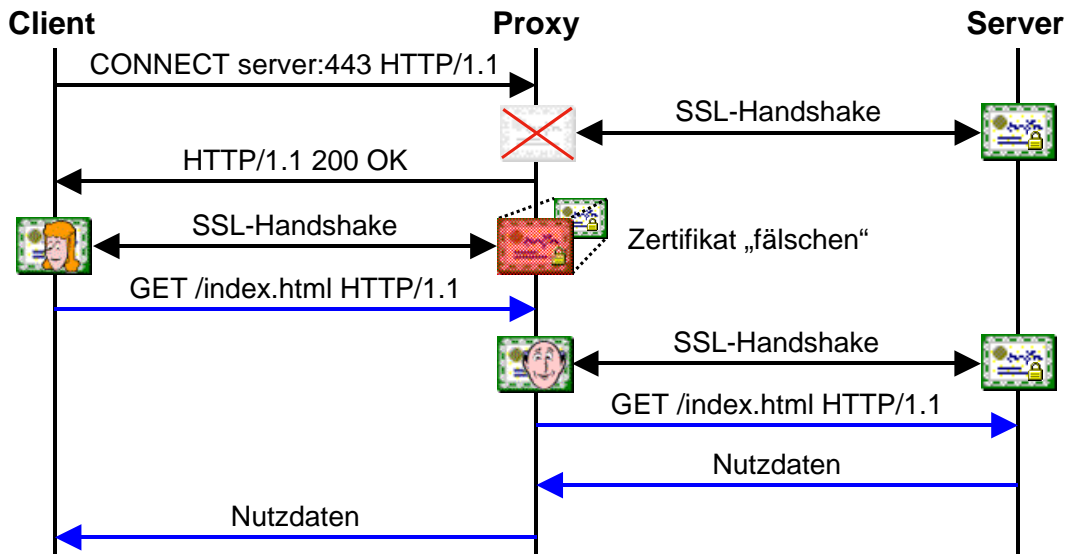 Client
Proxy
Server
CONNECT server:443 HTTP/1.1
SSL-Handshake
HTTP/1.1 200 OK
SSL-Handshake
Zertifikat „fälschen“
GET /index.html HTTP/1.1
SSL-Handshake
GET /index.html HTTP/1.1
Nutzdaten
Nutzdaten